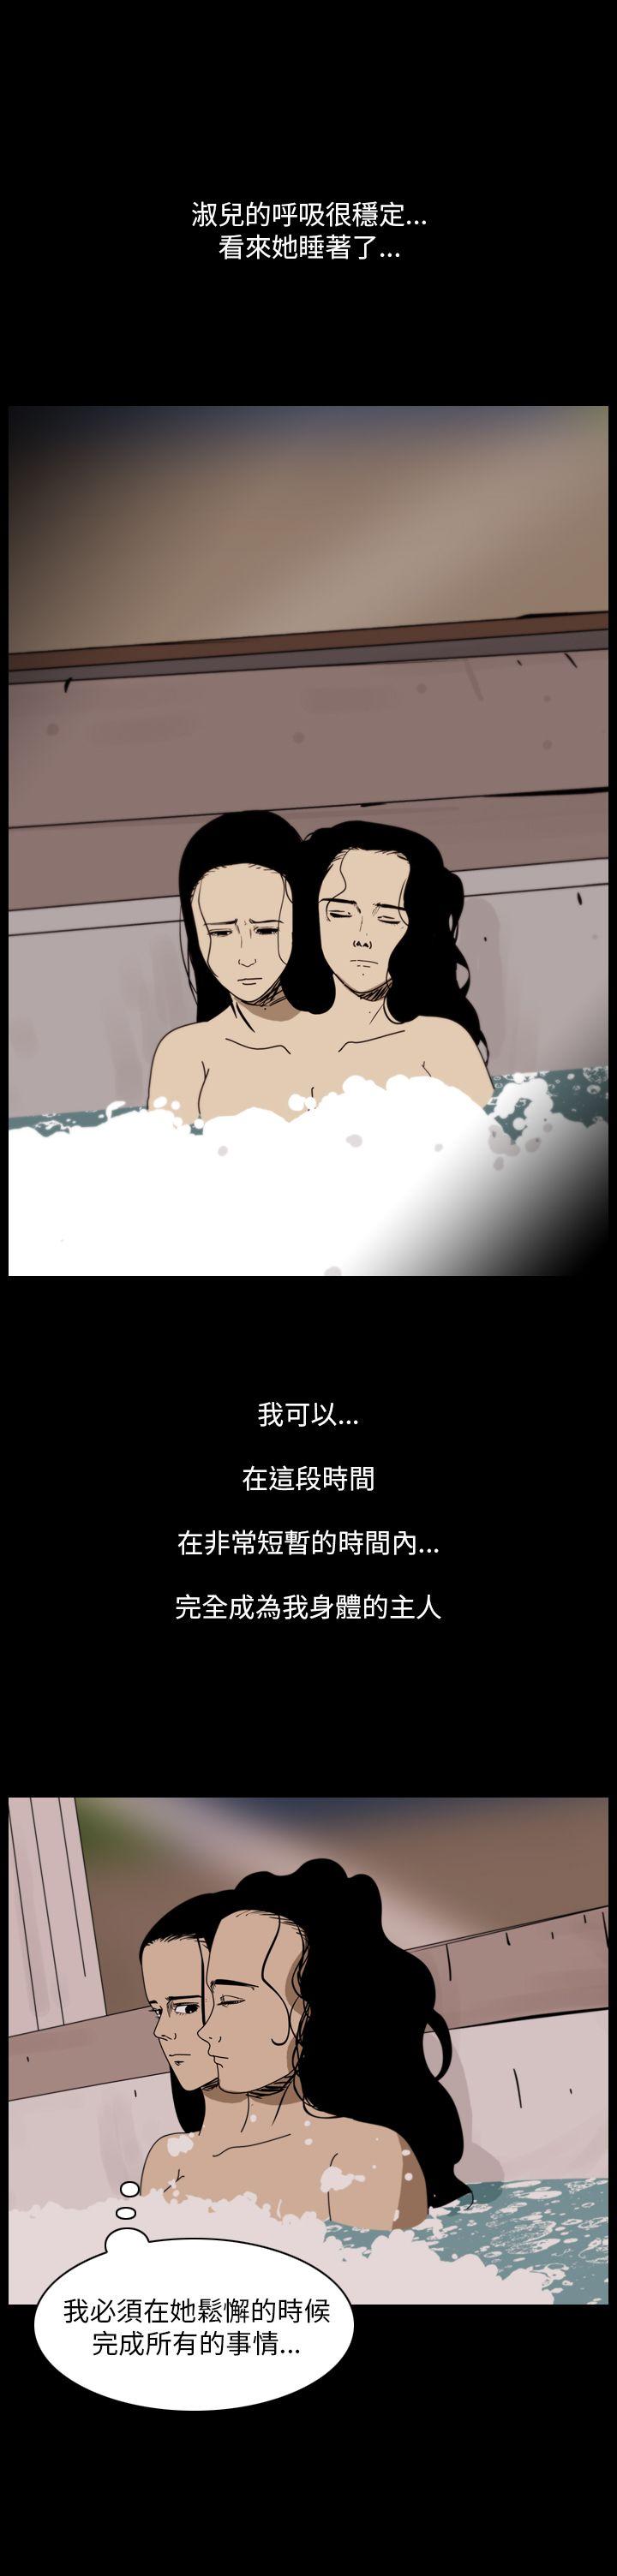 淑兒的呼吸很穩定...
看來她睡著了...
我可以...
在這段時間
在非常短暫的時間內...
完全成為我身體的主人
我必須在她鬆懈的時候
完成所有的事情...